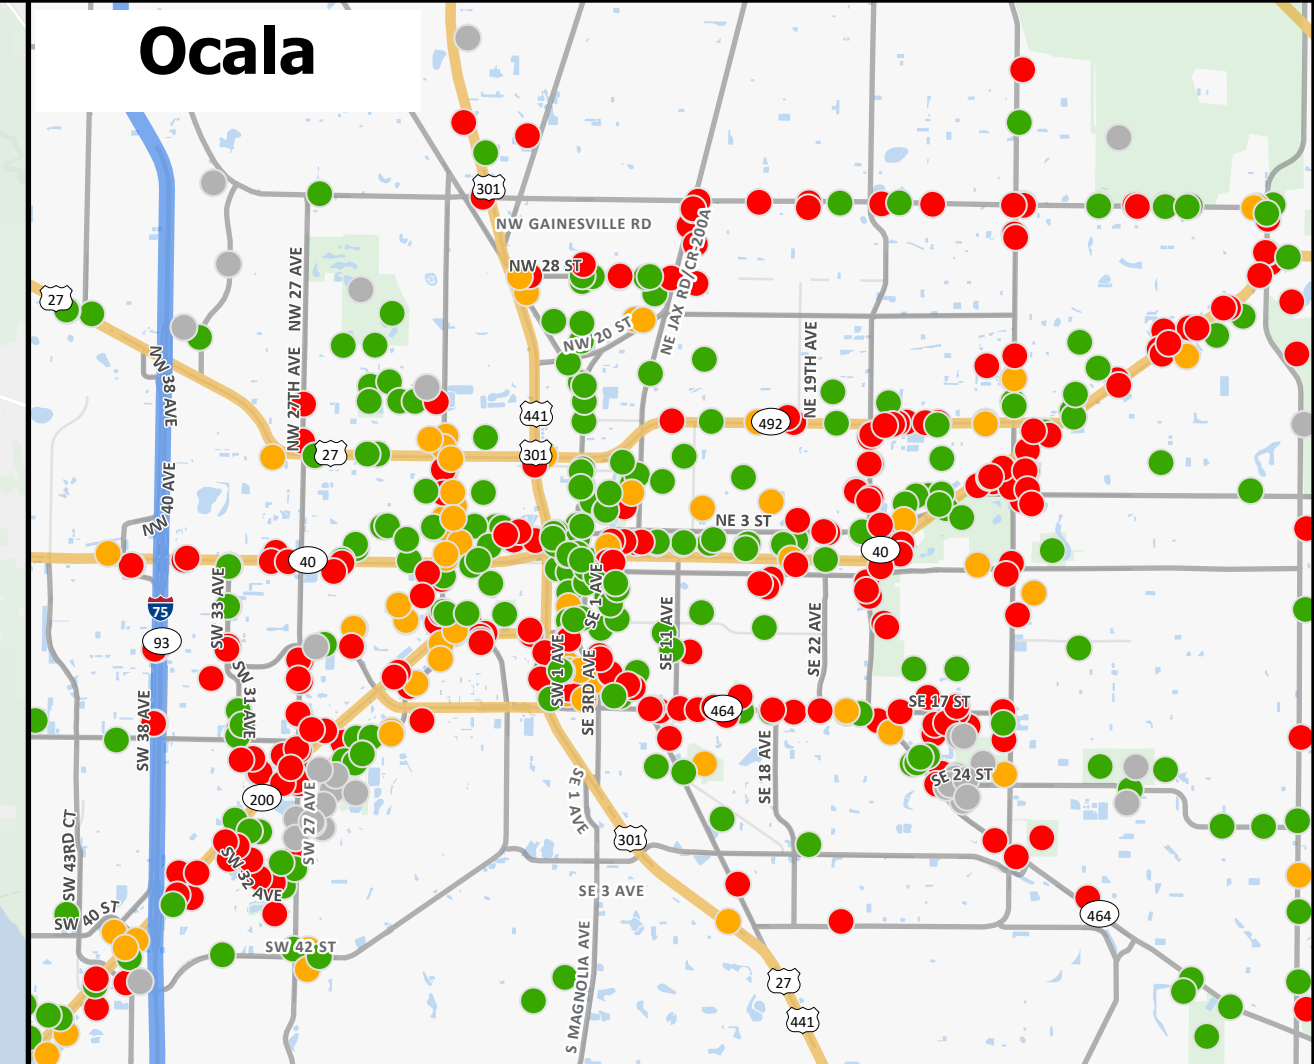 Ocala
301
NW GAINESVILLE RD
NW 28 ST
NE JAX RD/CR-200A
NW 27 AVE
27
NW 20 ST
NW 38 AVE
NW 27TH AVE
NE 19TH AVE
441
492
27
301
NW 40 AVE
NE 3 ST
40
40
75
93
SW 33 AVE
SE 1 AVE
SE 11 AVE
SE 22 AVE
SW 31 AVE
SW 1 AVE
SE 3RD AVE
464
SE 17 ST
SW 38 AVE
SE 18 AVE
SE 24 ST
200
SE 1 AVE
SW 27 AVE
301
SW 43RD CT
SW 32 AVE
SE 3 AVE
464
SW 40 ST
SW 42 ST
S MAGNOLIA AVE
27
441